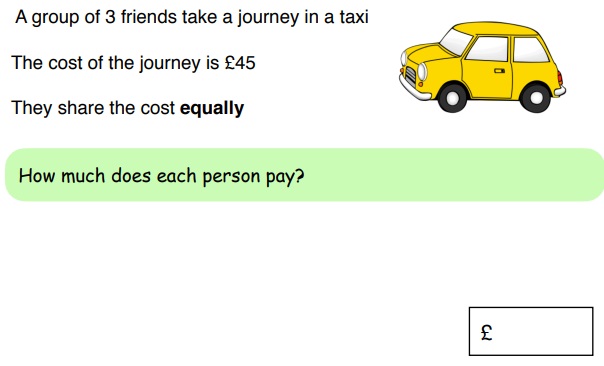 A group of 3 friends take a journey in a taxi
The cost of the journey is £45
They share the cost equally
How much does each person pay?
£